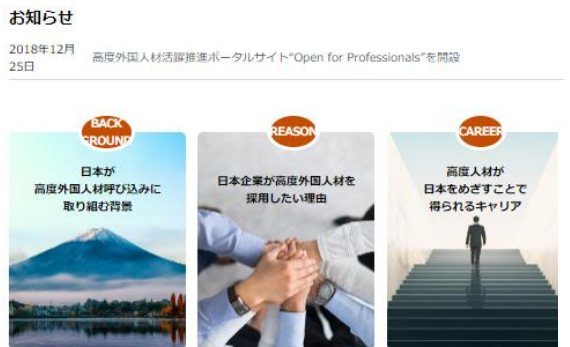 お知らせ
2018年12月
25日
高度外国人材活躍推進ポータルサイト“Open for Professionals”を開設
BACK
GROUND
日本が
高度外国人材呼び込みに
取り組む背景
REASON
日本企業が高度外国人材を
採用したい理由
CAREER
高度人材が
日本をめざすことで
得られるキャリア